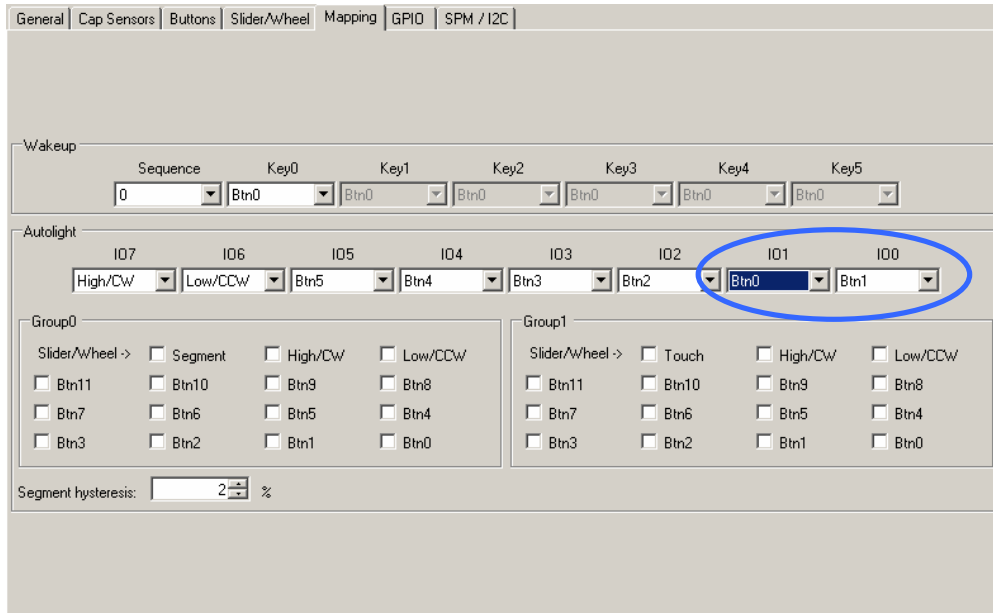 General Cap Sensors Buttons Slider/Wheel Mapping GPIO SPM / I2C
Wakeup
Sequence Key0 Key1 Key2 Key3 Key4 Key5
0 Btn0 Btn0 Btn0 Btn0 Btn0 Btn0
Autolight
IO7 IO6 IO5 IO4 IO3 IO2 IO1 IO0
High/CW Low/CCW Btn5 Btn4 Btn3 Btn2 Btn0 Btn1
Group0
Slider/Wheel -> Segment High/CW Low/CCW
Btn11 Btn10 Btn9 Btn8
Btn7 Btn6 Btn5 Btn4
Btn3 Btn2 Btn1 Btn0
Group1
Slider/Wheel -> Touch High/CW Low/CCW
Btn11 Btn10 Btn9 Btn8
Btn7 Btn6 Btn5 Btn4
Btn3 Btn2 Btn1 Btn0
Segment hysteresis: 2 %